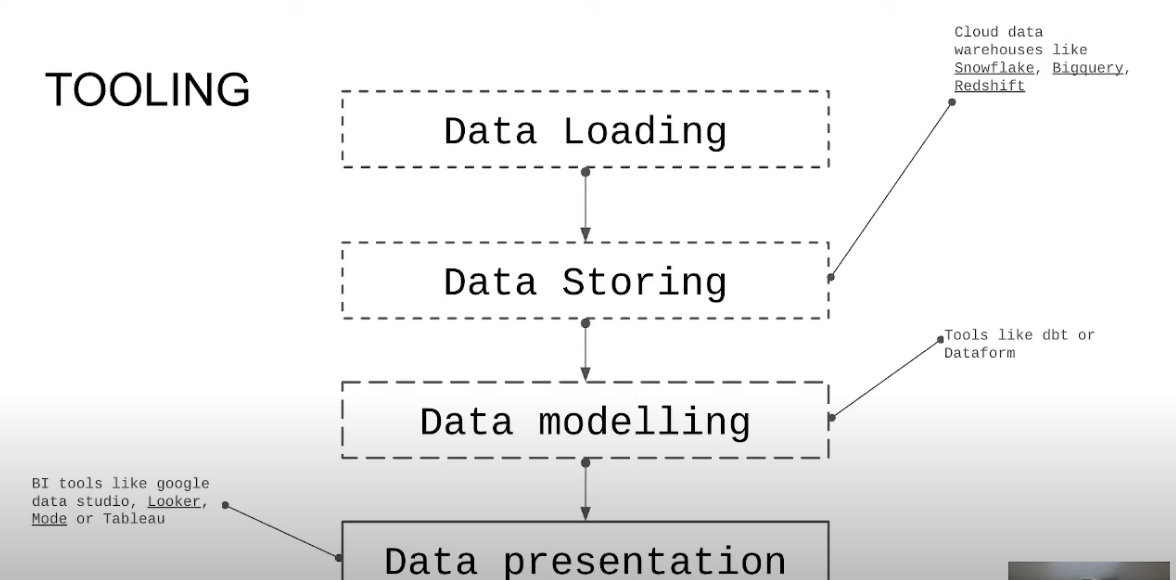 TOOLING
Cloud data
warehouses like
Snowflake, Bigquery,
Redshift
Data Loading
Data Storing
Tools like dbt or
Dataform
Data modelling
BI tools like google
data studio, Looker,
Mode or Tableau
Data presentation